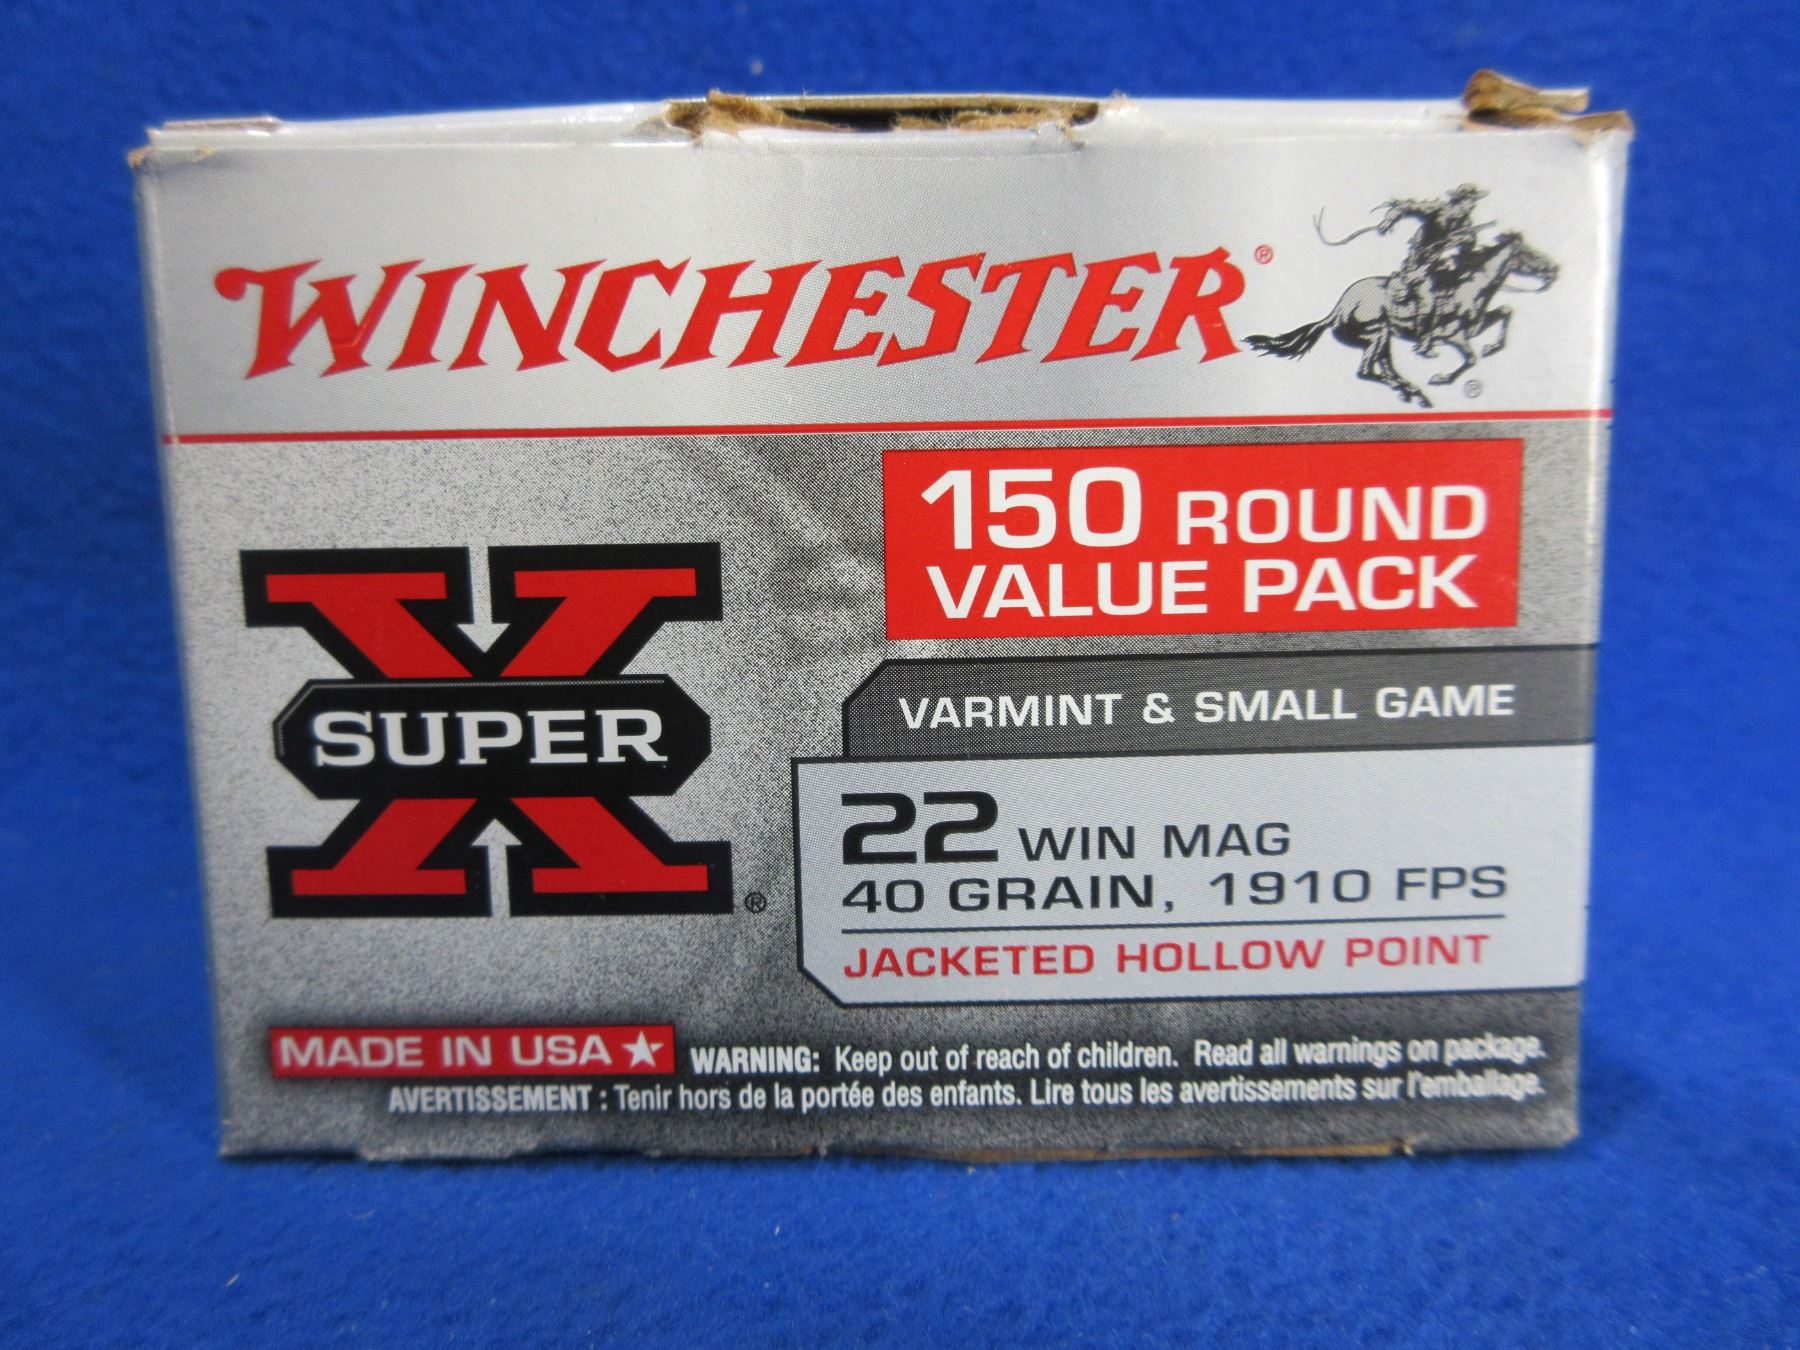 WINCHESTER®
®
150 ROUND
VALUE PACK
VARMINT & SMALL GAME
SUPER
X®
22 WIN MAG
40 GRAIN, 1910 FPS
JACKETED HOLLOW POINT
MADE IN USA ★ WARNING: Keep out of reach of children. Read all warnings on package.
AVERTISSEMENT : Tenir hors de la portée des enfants. Lire tous les avertissements sur l'emballage.